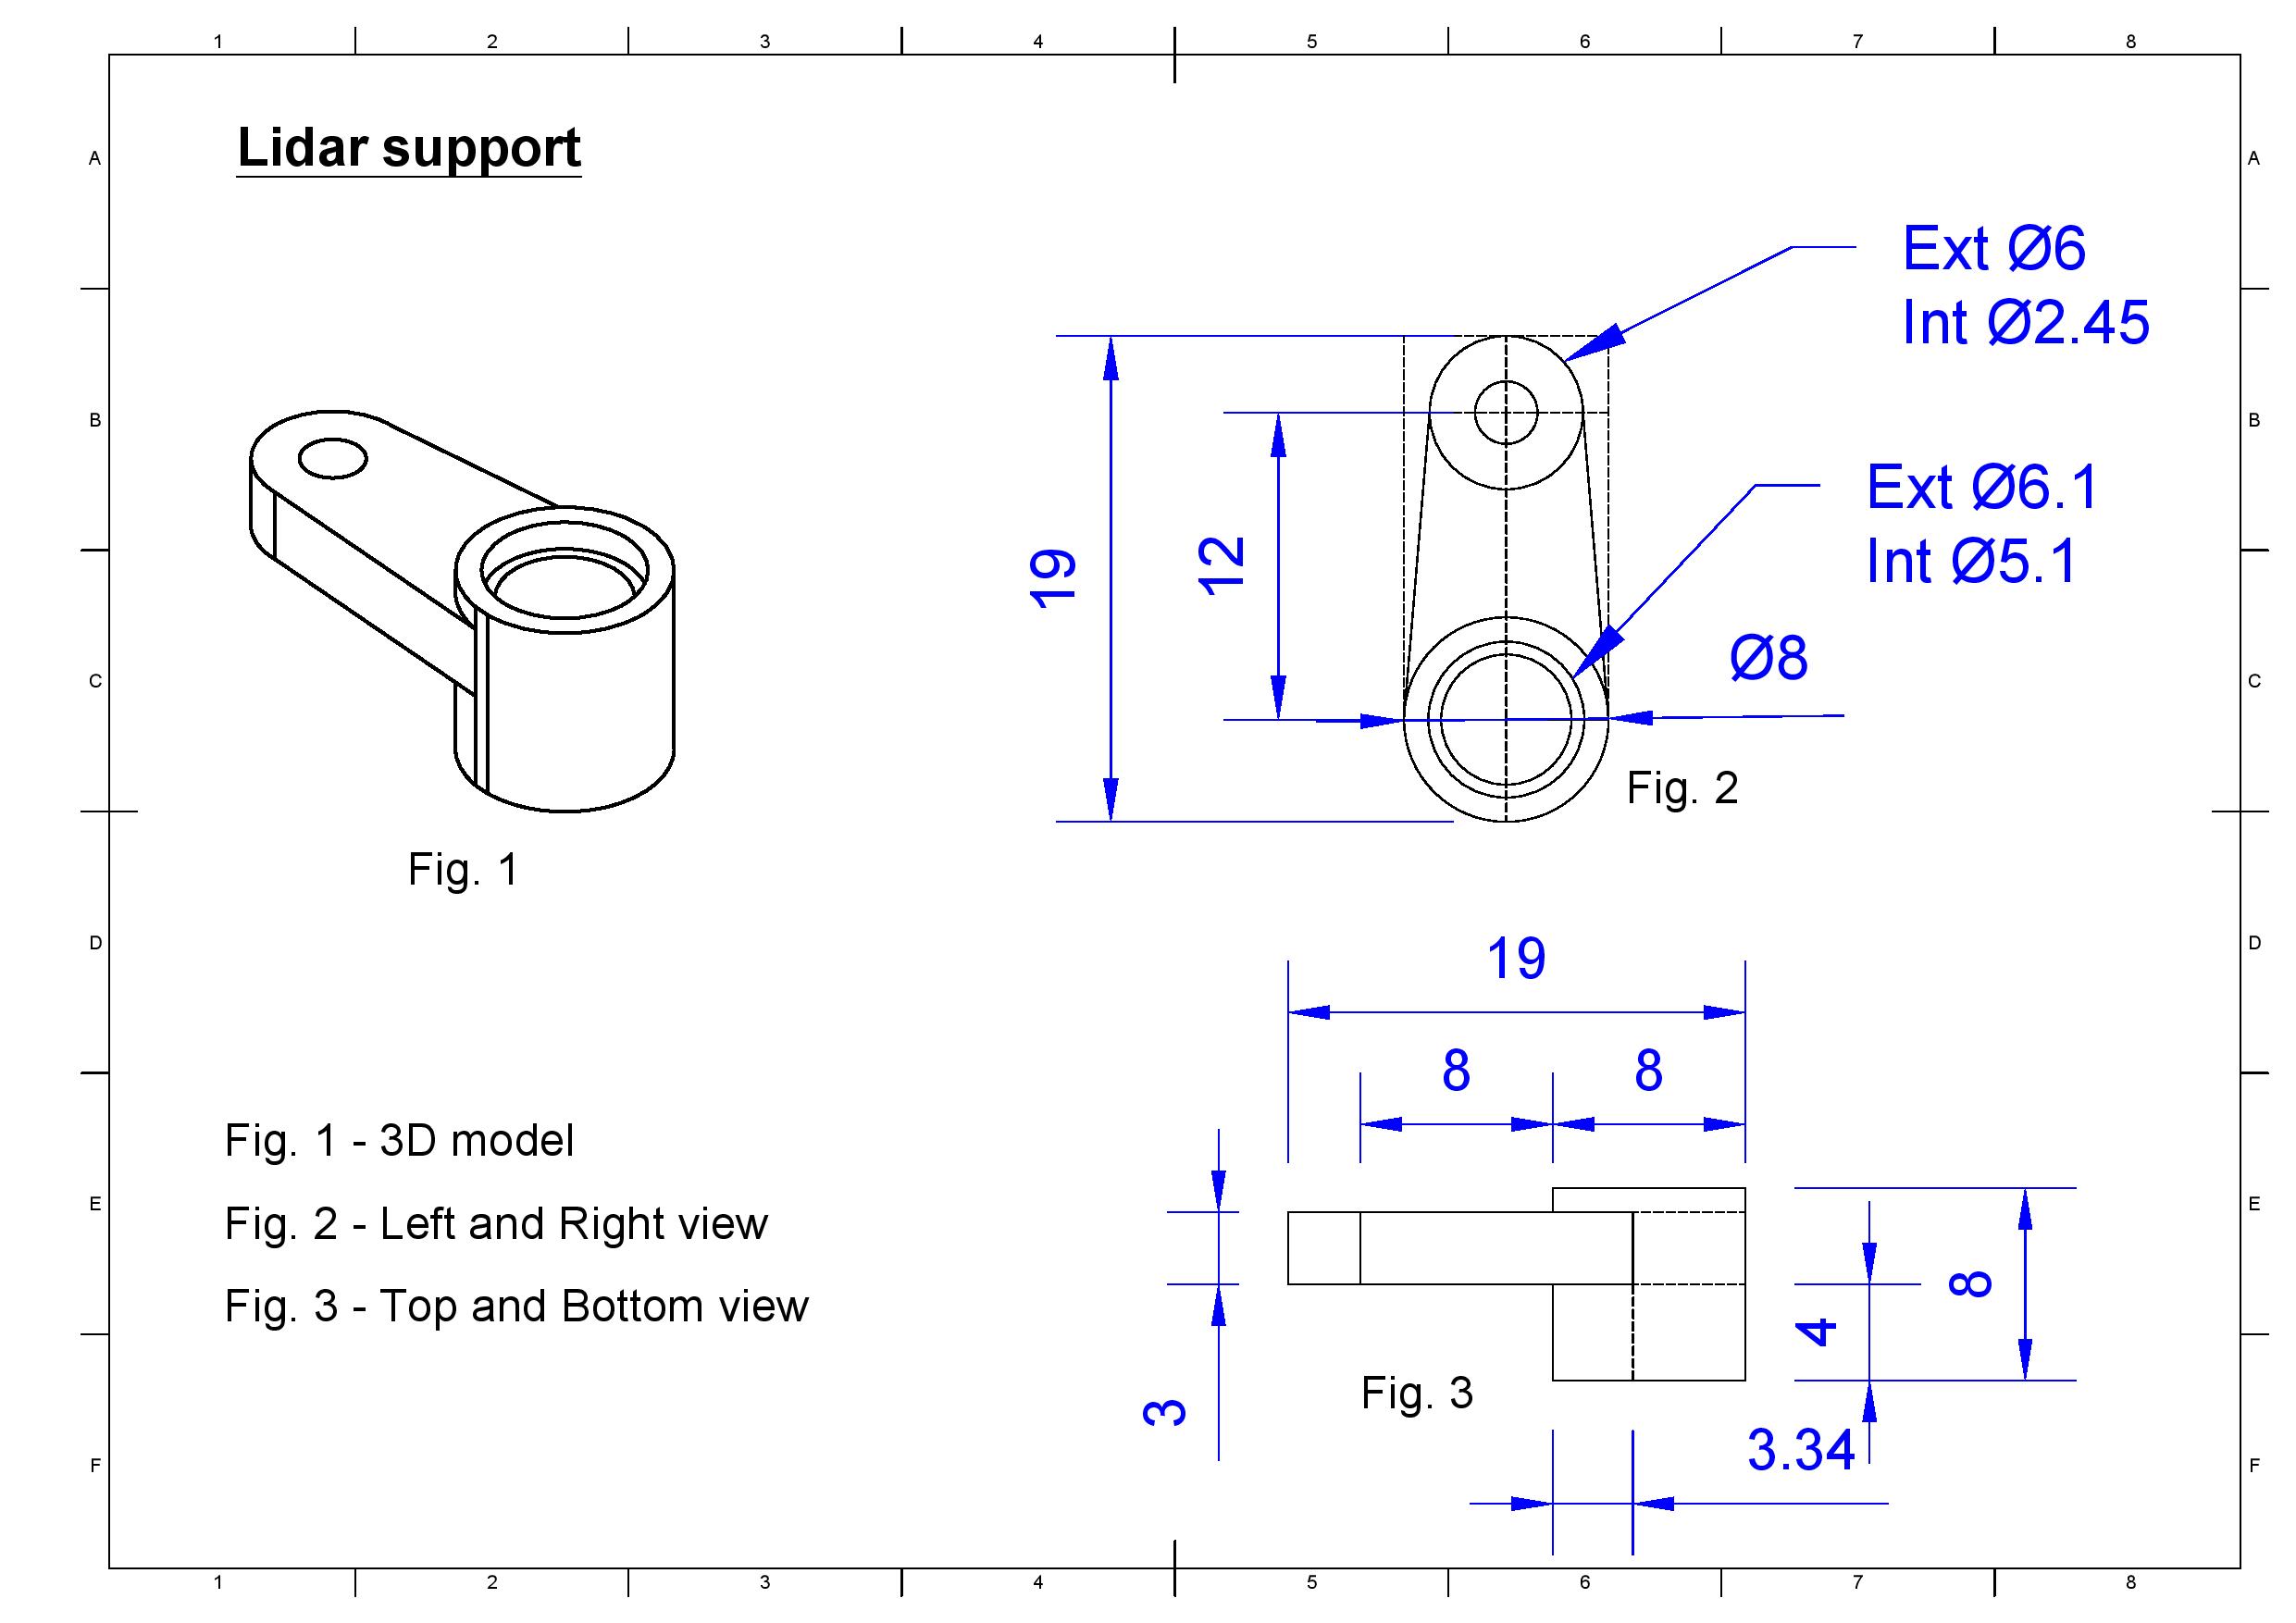 1 2 3 4 5 6 7 8
Lidar support
A A
Ext Ø6
Int Ø2.45
B B
Ext Ø6.1
Int Ø5.1
19
12
Ø8
C C
Fig. 2
Fig. 1
D D
19
8 8
Fig. 1 - 3D model
E E
Fig. 2 - Left and Right view
8
Fig. 3 - Top and Bottom view
4
Fig. 3
3
3.34
F F
1 2 3 4 5 6 7 8